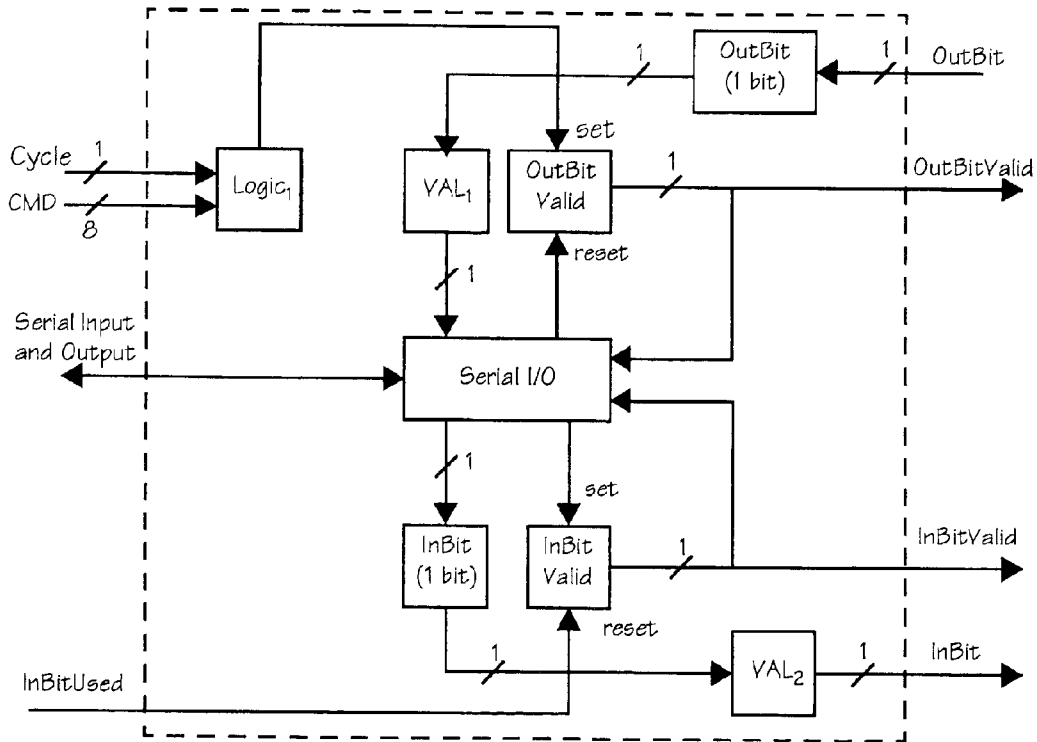 1
OutBit
(1 bit)
1
OutBit
set
Cycle
1
Logic₁
VAL₁
OutBit
Valid
1
OutBitValid
CMD
8
reset
1
Serial Input
and Output
Serial I/O
1
set
InBit
(1 bit)
InBit
Valid
1
InBitValid
reset
InBitUsed
1
VAL₂
1
InBit